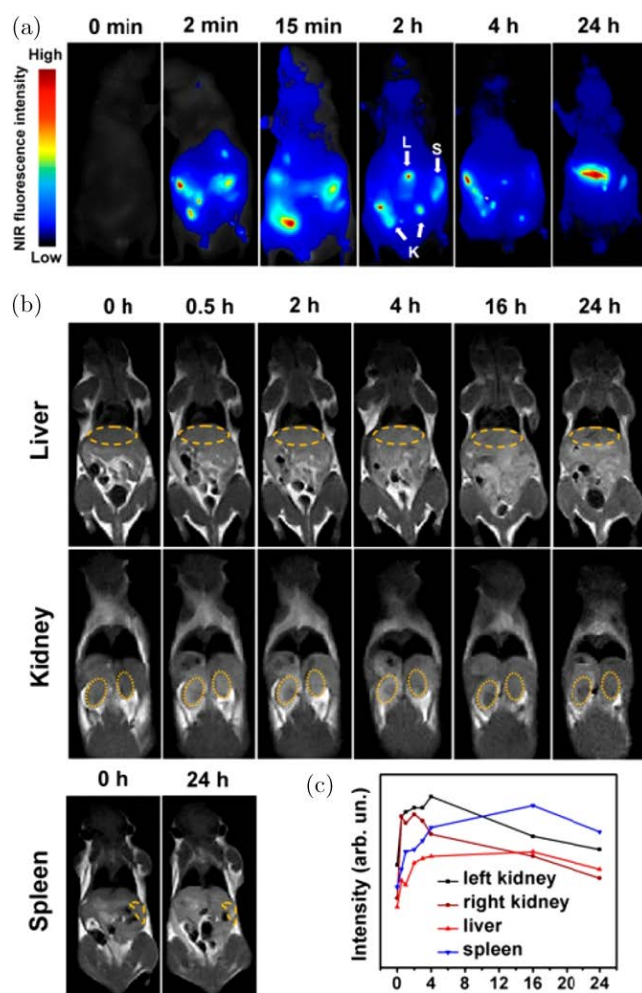 (a)
0 min 2 min 15 min 2 h 4 h 24 h
High
NIR fluorescence intensity
Low
L
S
K
(b)
0 h 0.5 h 2 h 4 h 16 h 24 h
Liver
Kidney
0 h 24 h
Spleen
(c)
Intensity (arb. un.)
left kidney
right kidney
liver
spleen
0 4 8 12 16 20 24